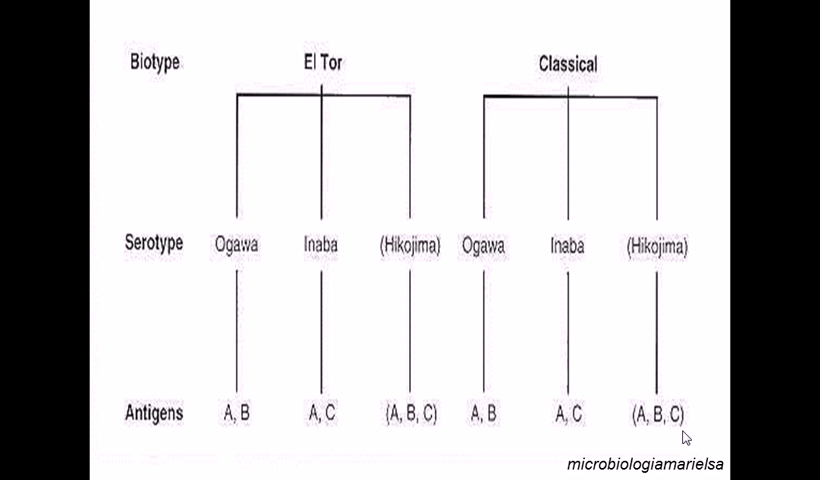 Biotype El Tor Classical
Serotype Ogawa Inaba (Hikojima) Ogawa Inaba (Hikojima)
Antigens A, B A, C (A, B, C) A, B A, C (A, B, C)
microbiologiamarielsa